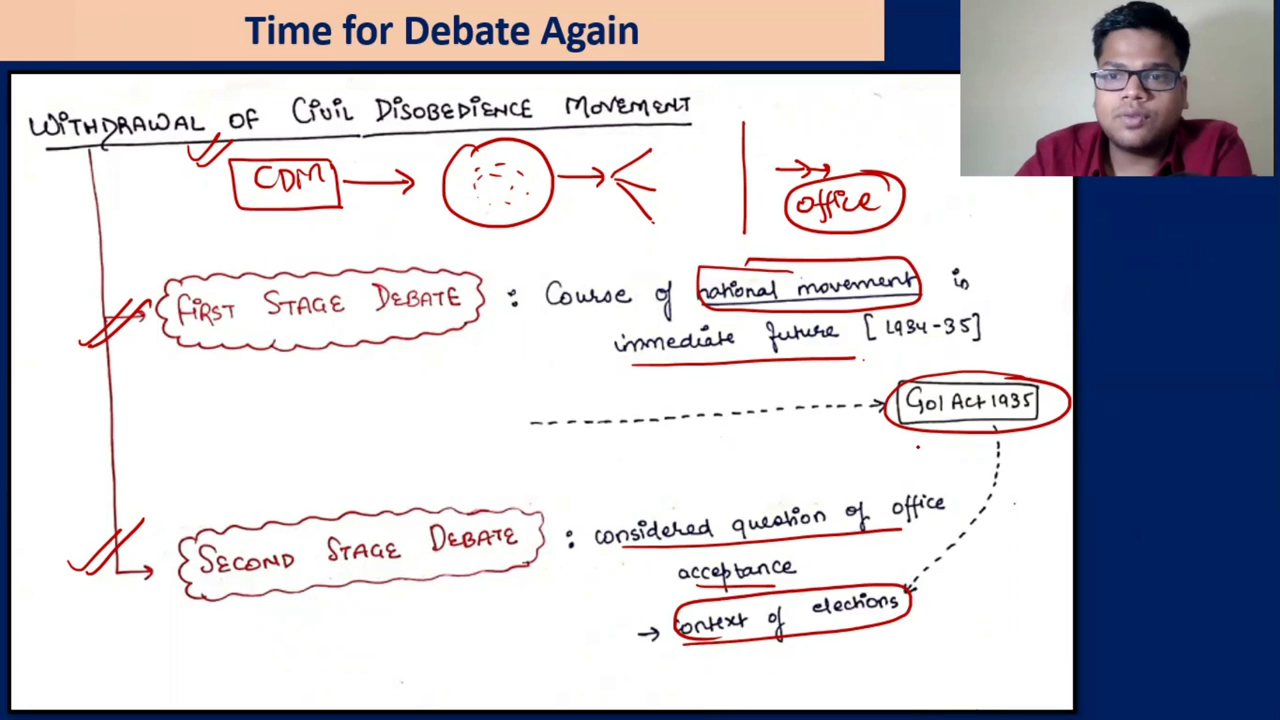 Time for Debate Again
WITHDRAWAL OF CIVIL DISOBEDIENCE MOVEMENT
CDM
office
FIRST STAGE DEBATE : Course of national movement in
immediate future [1934-35]
GoI Act 1935
SECOND STAGE DEBATE : considered question of office
acceptance
→ context of elections